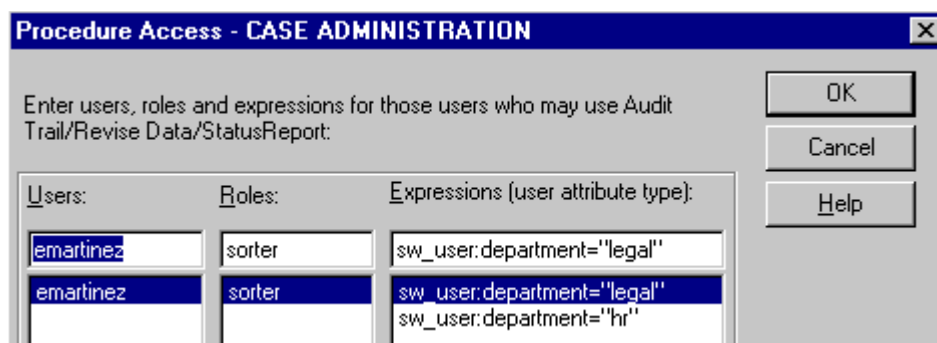 Procedure Access - CASE ADMINISTRATION
Enter users, roles and expressions for those users who may use Audit
Trail/Revise Data/StatusReport:
OK
Cancel
Help
Users: Roles: Expressions (user attribute type):
emartinez sorter sw_user:department="legal"
emartinez sorter sw_user:department="legal"
sw_user:department="hr"